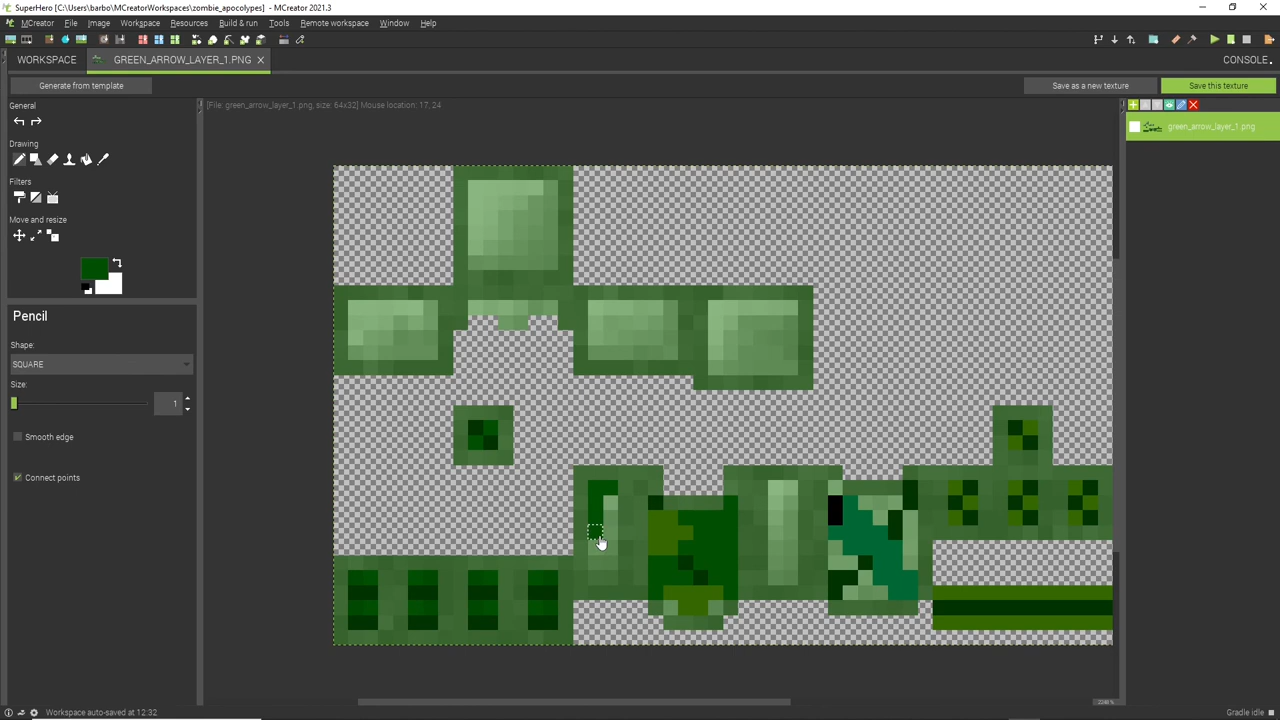 SuperHero [C:\Users\barbo\MCreatorWorkspaces\zombie_apocolypes] - MCreator 2021.3
MCreator File Image Workspace Resources Build & run Tools Remote workspace Window Help
WORKSPACE GREEN_ARROW_LAYER_1.PNG CONSOLE
Generate from template Save as a new texture Save this texture
General [File: green_arrow_layer_1.png, size: 64x32] Mouse location: 17, 24
green_arrow_layer_1.png
Drawing
Filters
Move and resize
Pencil
Shape:
SQUARE
Size:
1
Smooth edge
Connect points
Workspace auto-saved at 12:32 Gradle idle